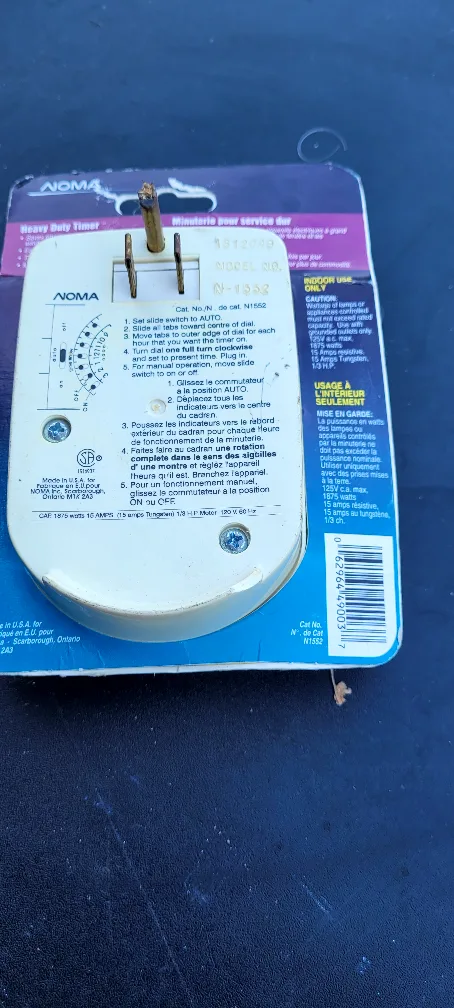 NOMA
Heavy Duty Timer
Minuterie pour service dur
MODEL NO.
N-1552
INDOOR USE
ONLY
CAUTION:
Wattage of lamps or
appliances controlled
must not exceed rated
capacity. Use with
grounded outlets only.
125V a.c. max.
1875 watts
15 Amps resistive,
15 Amps Tungsten,
1/3 H.P.
USAGE À
L'INTÉRIEUR
SEULEMENT
MISE EN GARDE:
La puissance en watts
des lampes ou
appareils contrôlés
par la minuterie ne
doit pas excéder la
puissance nominale.
Utiliser uniquement
avec des prises mises
à la terre.
125V c.a. max.
1875 watts
15 amps résistive,
15 amps au tungstène,
1/3 ch.
NOMA
Cat. No./N . de cat. N1552
1. Set slide switch to AUTO.
2. Slide all tabs toward centre of dial.
3. Move tabs to outer edge of dial for each
hour that you want the timer on.
4. Turn dial one full turn clockwise
and set to present time. Plug in.
5. For manual operation, move slide
switch to on or off.
1. Glissez le commutateur
a la position AUTO.
2. Déplacez tous les
indicateurs vers le centre
du cadran.
3. Poussez les indicateurs vers le rebord
extérieur du cadran pour chaque heure
de fonctionnement de la minuterie.
4. Faites faire au cadran une rotation
complete dans le sens des aiguilles
d' une montre et réglez l'appareil
l'heure qu'il est. Branchez l'appareil.
5. Pour un fonctionnement manuel,
glissez le commutateur à la position
ON ou OFF.
off
auto
on
OFF
ON
Made in U.S.A. for
Fabriqué en E.U. pour
NOMA Inc. Scarborough,
Ontario M1V 2A3
CAP. 1875 watts 15 AMPS (15 amps Tungsten) 1/3 H.P. Motor 120 V. 60 Hz
0 62964 49003 7
Cat No.
N°. de Cat
N1552
e in U.S.A. for
iqué en E.U. pour
a - Scarborough, Ontario
2A3